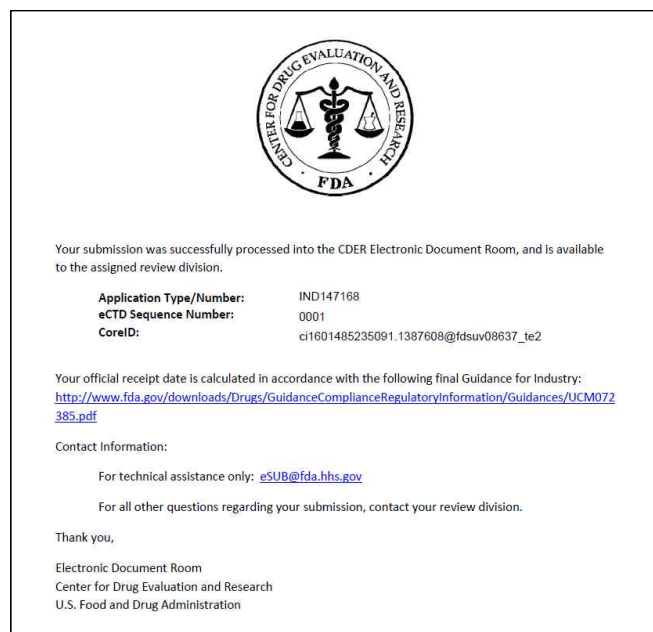 CENTER FOR DRUG EVALUATION AND RESEARCH
· FDA ·
Your submission was successfully processed into the CDER Electronic Document Room, and is available
to the assigned review division.
Application Type/Number: IND147168
eCTD Sequence Number: 0001
CoreID: ci1601485235091.1387608@fdsuv08637_te2
Your official receipt date is calculated in accordance with the following final Guidance for Industry:
http://www.fda.gov/downloads/Drugs/GuidanceComplianceRegulatoryInformation/Guidances/UCM072
385.pdf
Contact Information:
For technical assistance only: eSUB@fda.hhs.gov
For all other questions regarding your submission, contact your review division.
Thank you,
Electronic Document Room
Center for Drug Evaluation and Research
U.S. Food and Drug Administration